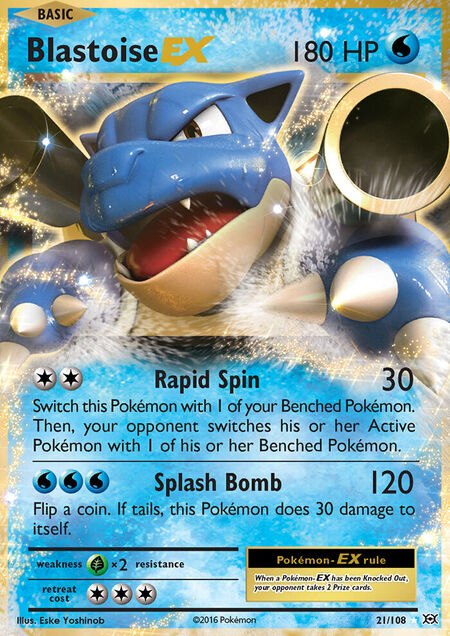 BASIC
Blastoise EX 180 HP
Rapid Spin 30
Switch this Pokémon with 1 of your Benched Pokémon.
Then, your opponent switches his or her Active
Pokémon with 1 of his or her Benched Pokémon.
Splash Bomb 120
Flip a coin. If tails, this Pokémon does 30 damage to
itself.
weakness ×2 resistance
retreat
cost
Pokémon-EX rule
When a Pokémon-EX has been Knocked Out,
your opponent takes 2 Prize cards.
Illus. Eske Yoshinob ©2016 Pokémon 21/108